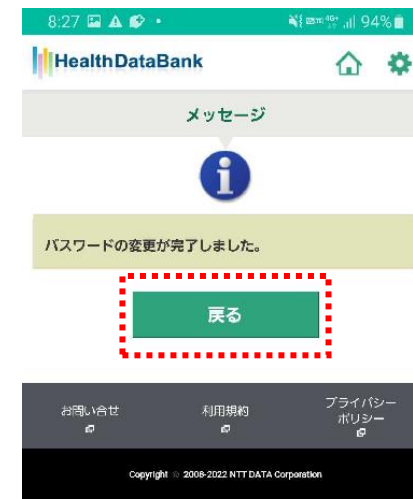 8:27
94%
HealthDataBank
メッセージ
i
パスワードの変更が完了しました。
戻る
お問い合せ
利用規約
プライバシー
ポリシー
Copyright © 2008-2022 NTT DATA Corporation